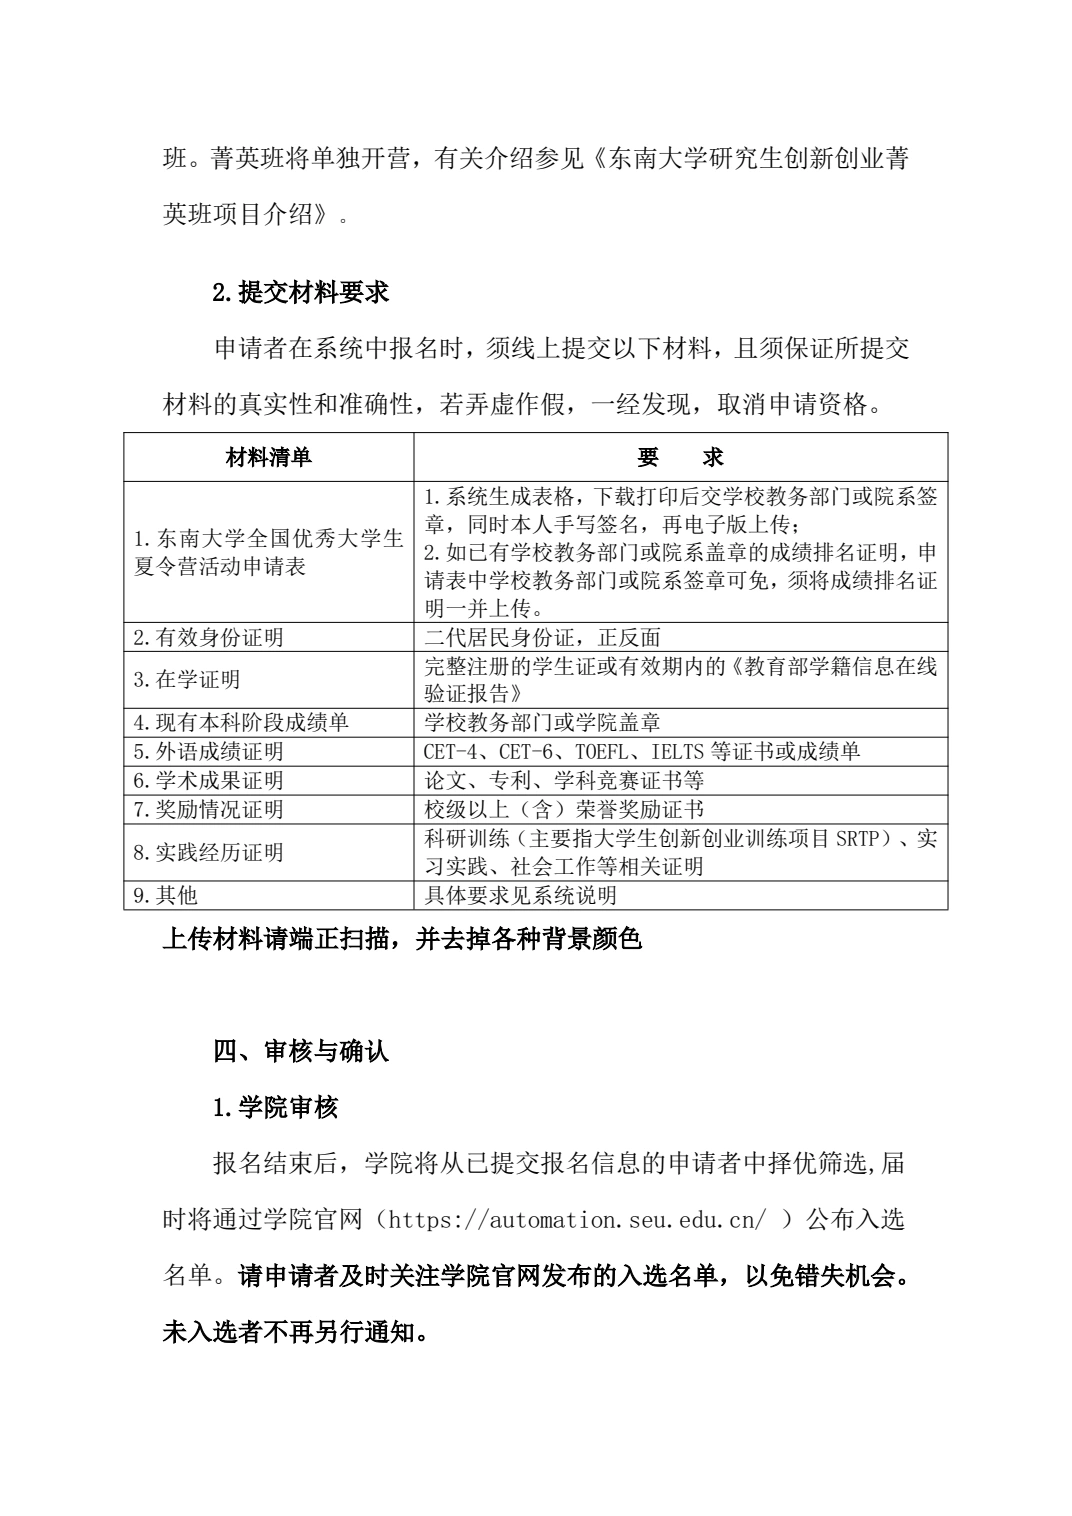 班。菁英班将单独开营，有关介绍参见《东南大学研究生创新创业菁
英班项目介绍》。
2.提交材料要求
申请者在系统中报名时，须线上提交以下材料，且须保证所提交
材料的真实性和准确性，若弄虚作假，一经发现，取消申请资格。
材料清单
要 求
1.东南大学全国优秀大学生
夏令营活动申请表
1.系统生成表格，下载打印后交学校教务部门或院系签
章，同时本人手写签名，再电子版上传；
2.如已有学校教务部门或院系盖章的成绩排名证明，申
请表中学校教务部门或院系签章可免，须将成绩排名证
明一并上传。
2.有效身份证明
二代居民身份证，正反面
3.在学证明
完整注册的学生证或有效期内的《教育部学籍信息在线
验证报告》
4.现有本科阶段成绩单
学校教务部门或学院盖章
5.外语成绩证明
CET-4、CET-6、TOEFL、IELTS 等证书或成绩单
6.学术成果证明
论文、专利、学科竞赛证书等
7.奖励情况证明
校级以上（含）荣誉奖励证书
8.实践经历证明
科研训练（主要指大学生创新创业训练项目 SRTP）、实
习实践、社会工作等相关证明
9.其他
具体要求见系统说明
上传材料请端正扫描，并去掉各种背景颜色
四、审核与确认
1.学院审核
报名结束后，学院将从已提交报名信息的申请者中择优筛选,届
时将通过学院官网（https://automation.seu.edu.cn/ ）公布入选
名单。请申请者及时关注学院官网发布的入选名单，以免错失机会。
未入选者不再另行通知。